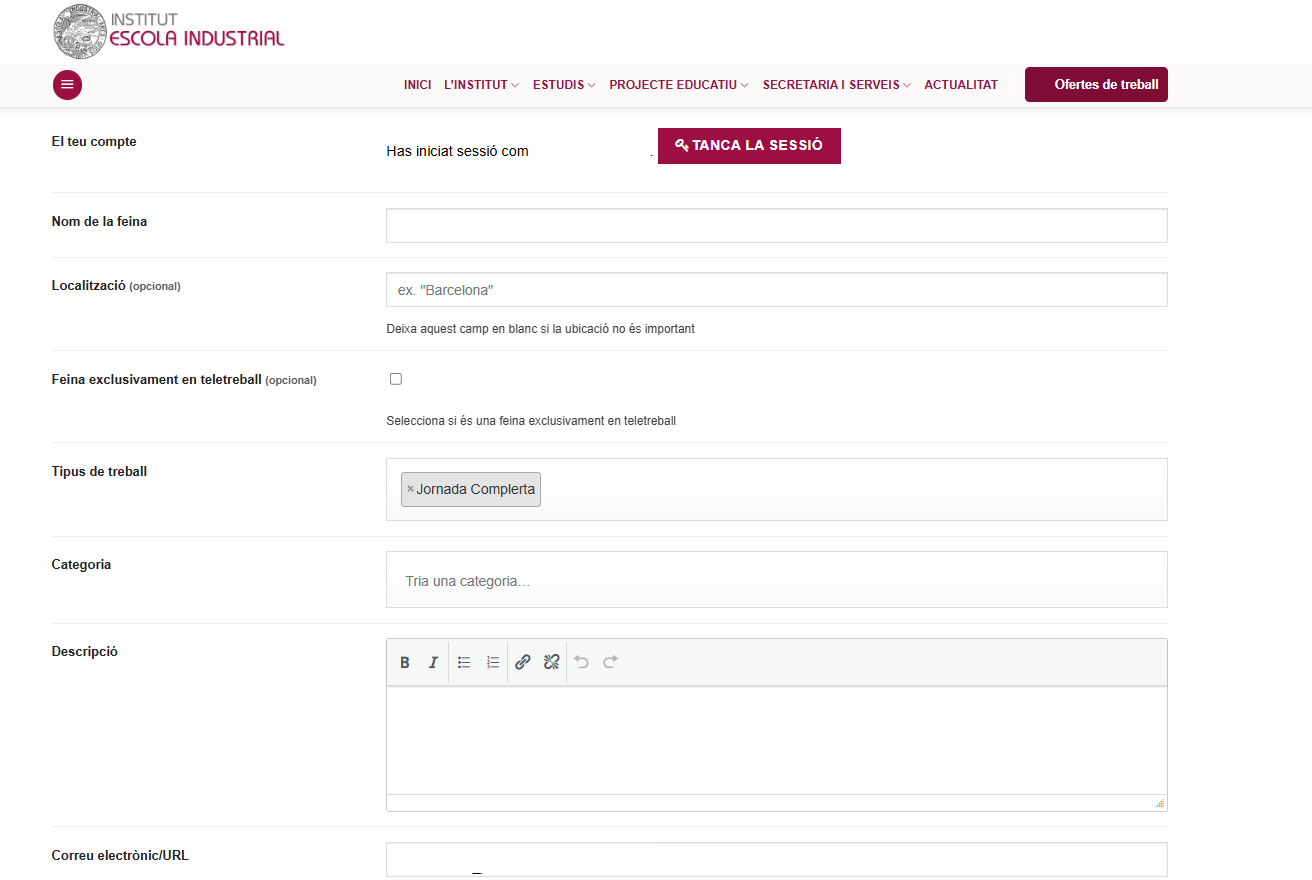 INSTITUT
ESCOLA INDUSTRIAL
INICI L'INSTITUT ESTUDIS PROJECTE EDUCATIU SECRETARIA I SERVEIS ACTUALITAT Ofertes de treball
El teu compte
Has iniciat sessió com . TANCA LA SESSIÓ
Nom de la feina
Localització (opcional)
ex. "Barcelona"
Deixa aquest camp en blanc si la ubicació no és important
Feina exclusivament en teletreball (opcional)
Selecciona si és una feina exclusivament en teletreball
Tipus de treball
×Jornada Complerta
Categoria
Tria una categoria…
Descripció
B I
Correu electrònic/URL